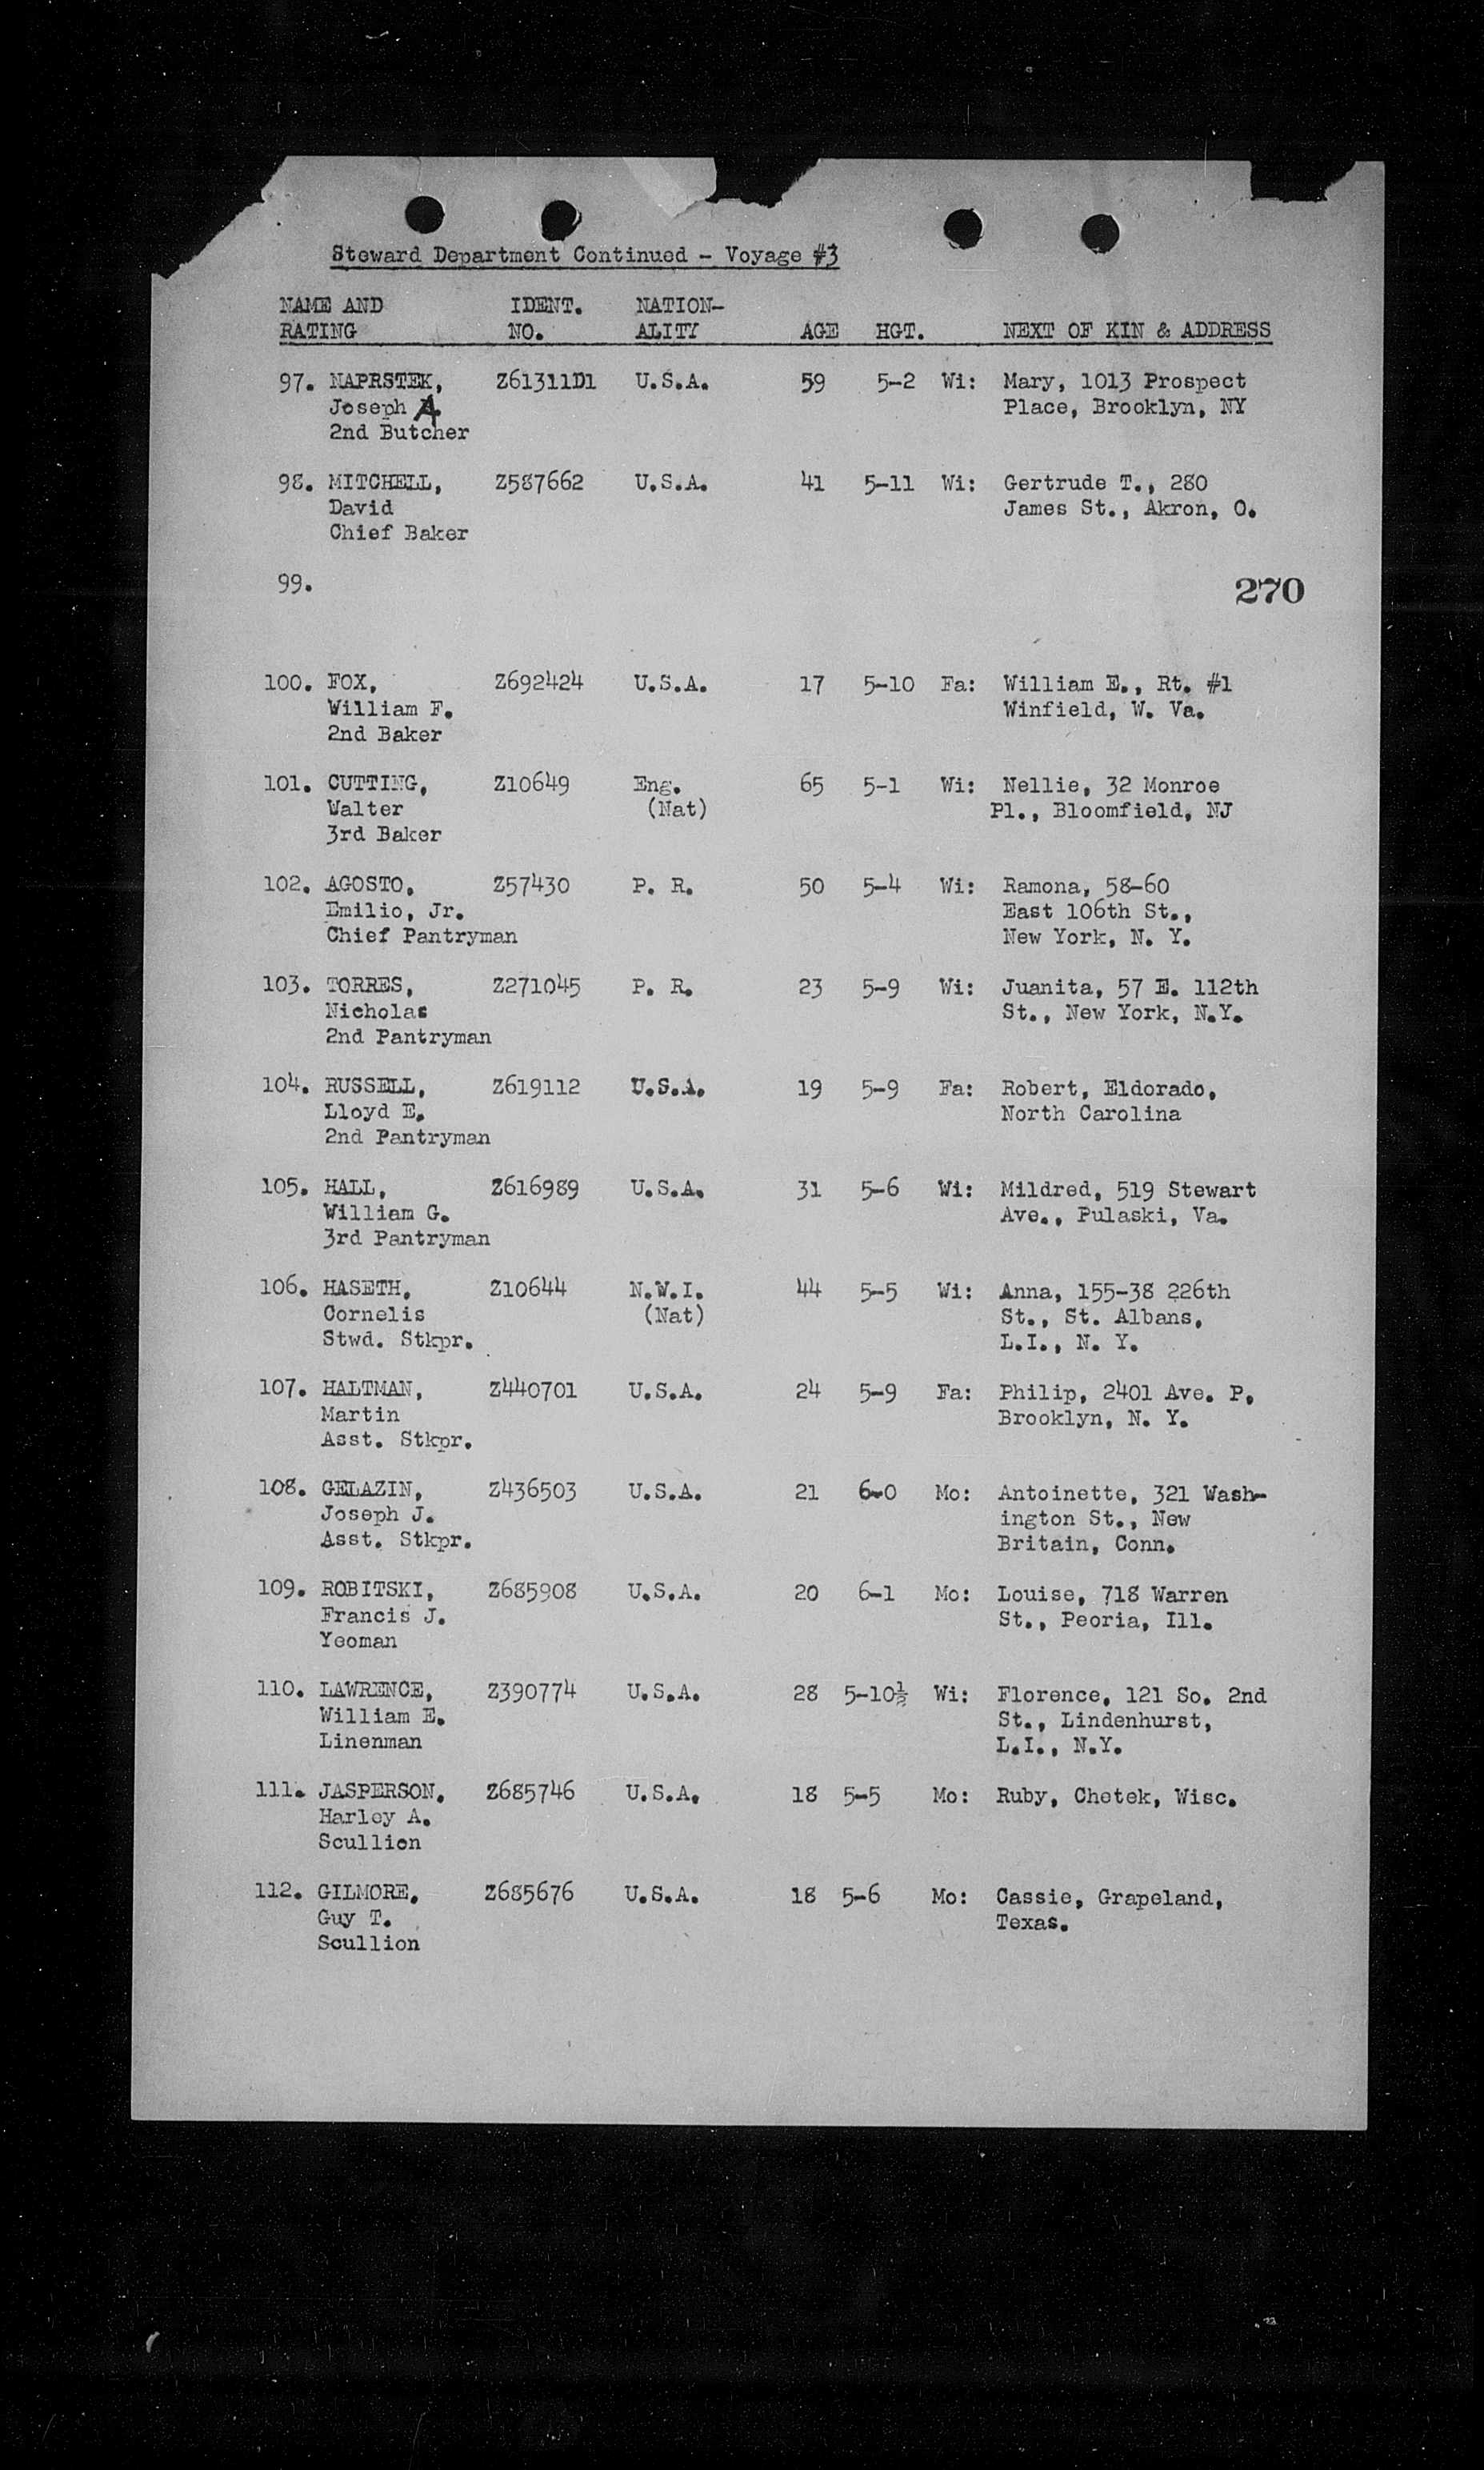 Steward Department Continued - Voyage #3
NAME AND IDENT. NATION-
RATING NO. ALITY AGE HGT. NEXT OF KIN & ADDRESS
97. NAPRSTEK, Z61311D1 U.S.A. 59 5-2 Wi: Mary, 1013 Prospect
Joseph A. Place, Brooklyn, NY
2nd Butcher
98. MITCHELL, Z587662 U.S.A. 41 5-11 Wi: Gertrude T., 280
David James St., Akron, O.
Chief Baker
99.
270
100. FOX, Z692424 U.S.A. 17 5-10 Fa: William E., Rt. #1
William F. Winfield, W. Va.
2nd Baker
101. CUTTING, Z10649 Eng. 65 5-1 Wi: Nellie, 32 Monroe
Walter (Nat) Pl., Bloomfield, NJ
3rd Baker
102. AGOSTO, Z57430 P. R. 50 5-4 Wi: Ramona, 58-60
Emilio, Jr. East 106th St.,
Chief Pantryman New York, N. Y.
103. TORRES, Z271045 P. R. 23 5-9 Wi: Juanita, 57 E. 112th
Nicholas St., New York, N.Y.
2nd Pantryman
104. RUSSELL, Z619112 U.S.A. 19 5-9 Fa: Robert, Eldorado,
Lloyd E. North Carolina
2nd Pantryman
105. HALL, Z616989 U.S.A. 31 5-6 Wi: Mildred, 519 Stewart
William G. Ave., Pulaski, Va.
3rd Pantryman
106. HASETH, Z10644 N.W.I. 44 5-5 Wi: Anna, 155-38 226th
Cornelis (Nat) St., St. Albans,
Stwd. Stkpr. L.I., N. Y.
107. HALTMAN, Z440701 U.S.A. 24 5-9 Fa: Philip, 2401 Ave. P,
Martin Brooklyn, N. Y.
Asst. Stkpr.
108. GELAZIN, Z436503 U.S.A. 21 6-0 Mo: Antoinette, 321 Wash-
Joseph J. ington St., New
Asst. Stkpr. Britain, Conn.
109. ROBITSKI, Z685908 U.S.A. 20 6-1 Mo: Louise, 718 Warren
Francis J. St., Peoria, Ill.
Yeoman
110. LAWRENCE, Z390774 U.S.A. 28 5-10½ Wi: Florence, 121 So. 2nd
William E. St., Lindenhurst,
Linenman L.I., N.Y.
111. JASPERSON, Z685746 U.S.A. 18 5-5 Mo: Ruby, Chetek, Wisc.
Harley A.
Scullion
112. GILMORE, Z685676 U.S.A. 18 5-6 Mo: Cassie, Grapeland,
Guy T. Texas.
Scullion